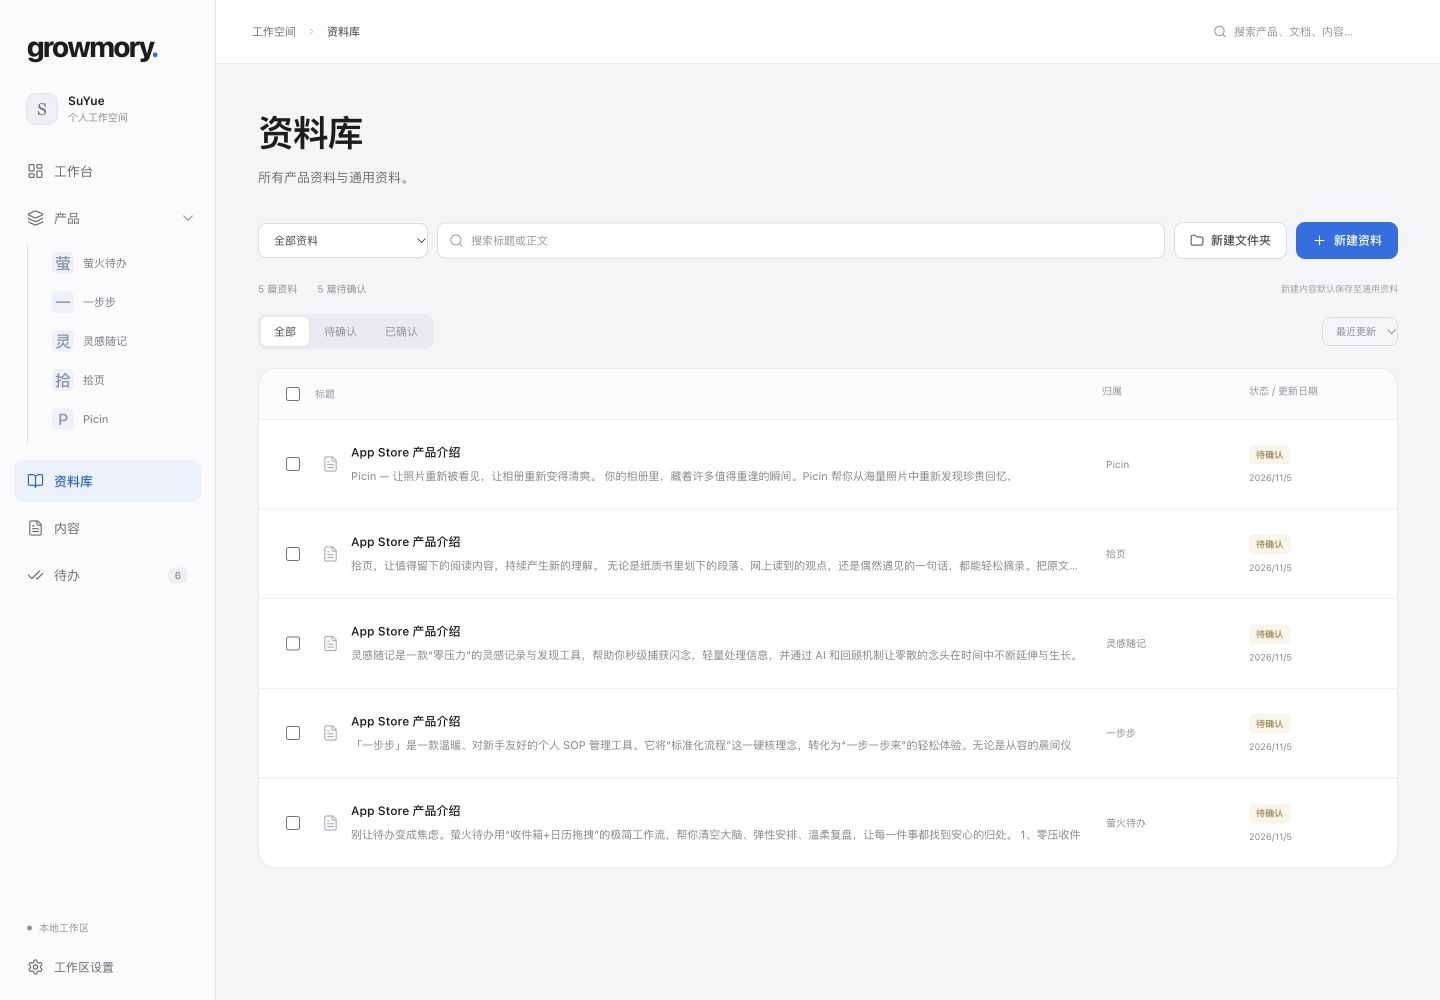 growmory.
S
SuYue
个人工作空间
工作台
产品
萤 萤火待办
一 一步步
灵 灵感随记
拾 拾页
P Picin
资料库
内容
待办 6
本地工作区
工作区设置
工作空间 资料库
搜索产品、文档、内容...
资料库
所有产品资料与通用资料。
全部资料
搜索标题或正文
新建文件夹
新建资料
5 篇资料 5 篇待确认
新建内容默认保存至通用资料
全部 待确认 已确认
最近更新
标题 归属 状态 / 更新日期
App Store 产品介绍
Picin — 让照片重新被看见，让相册重新变得清爽。 你的相册里，藏着许多值得重逢的瞬间。Picin 帮你从海量照片中重新发现珍贵回忆，
Picin
待确认
2026/11/5
App Store 产品介绍
拾页，让值得留下的阅读内容，持续产生新的理解。 无论是纸质书里划下的段落、网上读到的观点，还是偶然遇见的一句话，都能轻松摘录。把原文...
拾页
待确认
2026/11/5
App Store 产品介绍
灵感随记是一款“零压力”的灵感记录与发现工具，帮助你秒级捕获闪念，轻量处理信息，并通过 AI 和回顾机制让零散的念头在时间中不断延伸与生长。
灵感随记
待确认
2026/11/5
App Store 产品介绍
「一步步」是一款温暖、对新手友好的个人 SOP 管理工具。它将“标准化流程”这一硬核理念，转化为“一步一步来”的轻松体验。无论是从容的晨间仪
一步步
待确认
2026/11/5
App Store 产品介绍
别让待办变成焦虑。萤火待办用“收件箱+日历拖拽”的极简工作流，帮你清空大脑、弹性安排、温柔复盘，让每一件事都找到安心的归处。 1、零压收件
萤火待办
待确认
2026/11/5